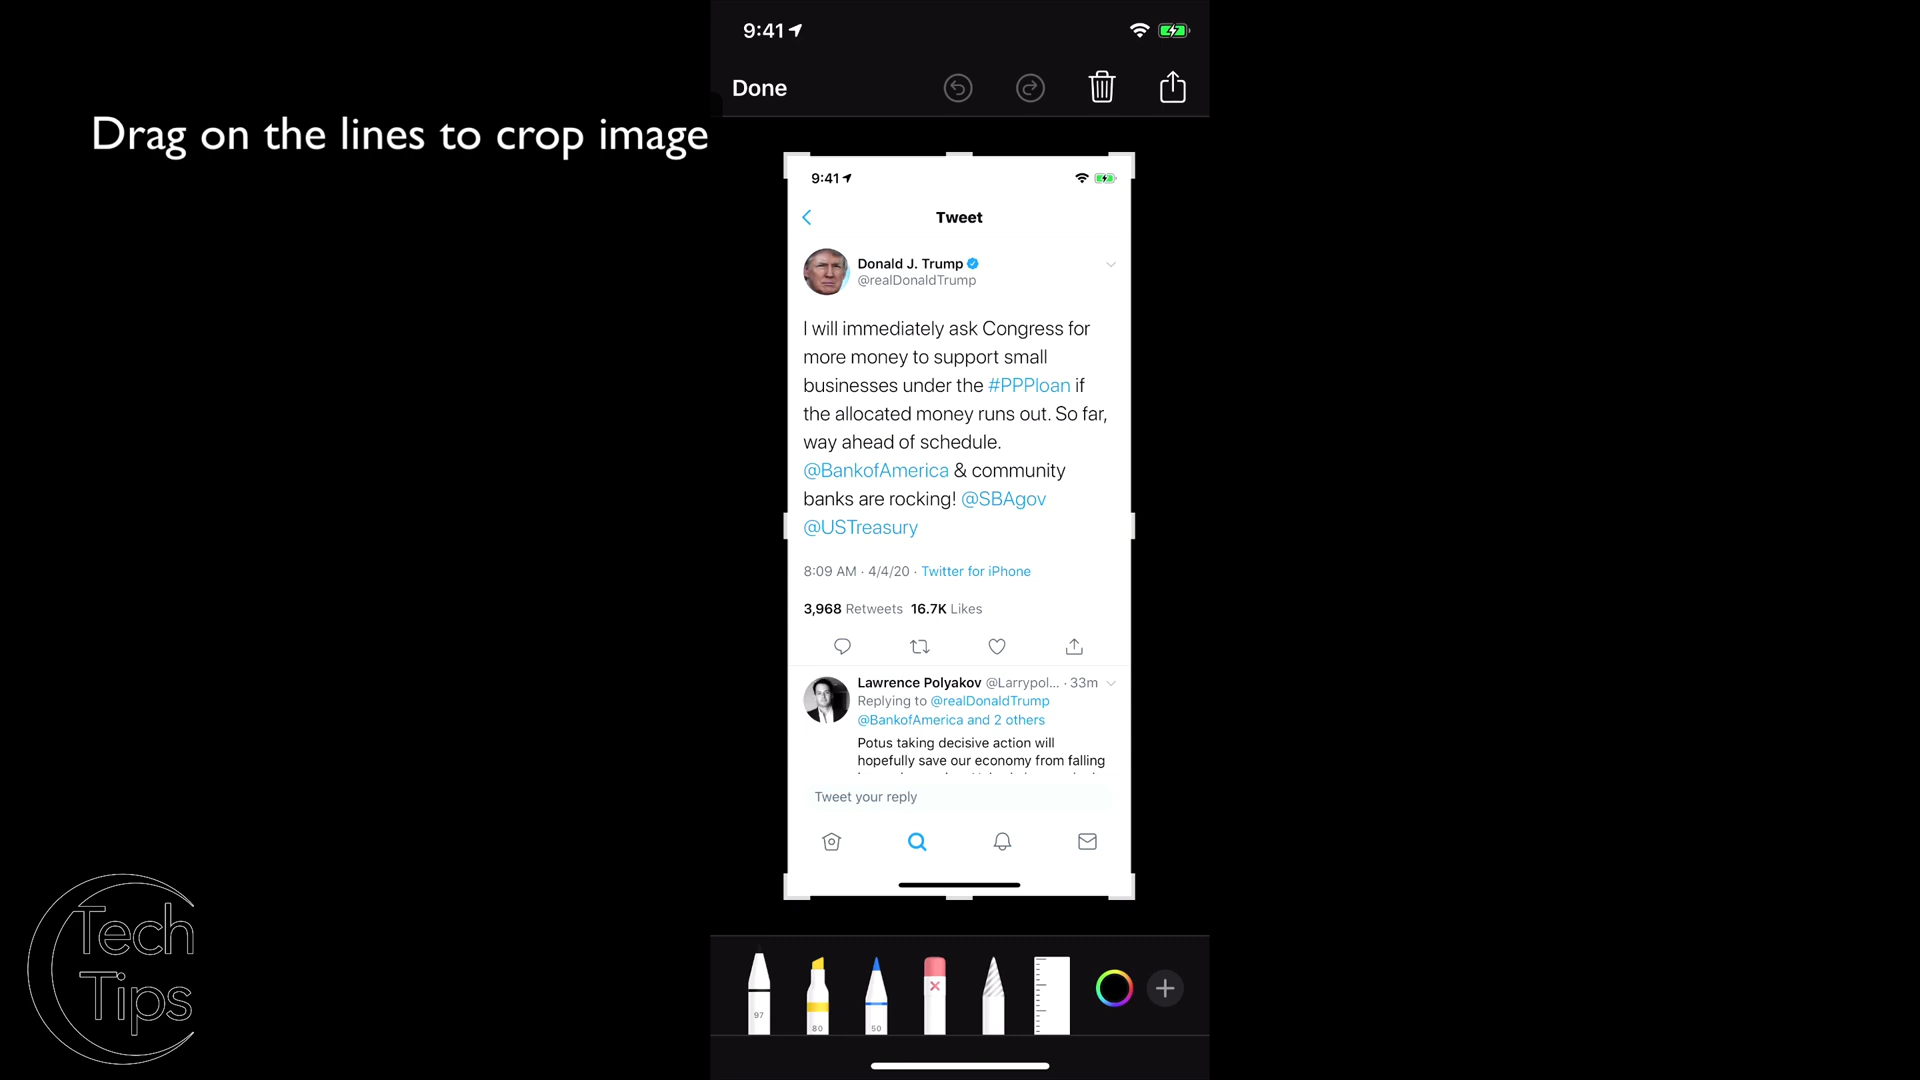 9:41
Done
Drag on the lines to crop image
9:41
Tweet
Donald J. Trump
@realDonaldTrump
I will immediately ask Congress for
more money to support small
businesses under the #PPPloan if
the allocated money runs out. So far,
way ahead of schedule.
@BankofAmerica & community
banks are rocking! @SBAgov
@USTreasury
8:09 AM · 4/4/20 · Twitter for iPhone
3,968 Retweets 16.7K Likes
Lawrence Polyakov @Larrypol... · 33m
Replying to @realDonaldTrump
@BankofAmerica and 2 others
Potus taking decisive action will
hopefully save our economy from falling
Tweet your reply
Tech
Tips
97
80
50